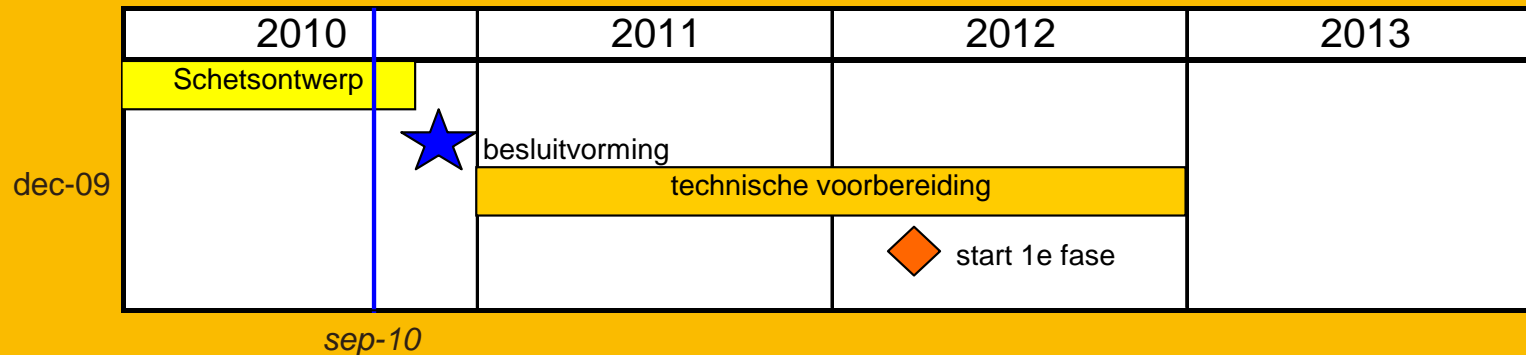 2010 2011 2012 2013
Schetsontwerp
besluitvorming
dec-09
technische voorbereiding
start 1e fase
sep-10